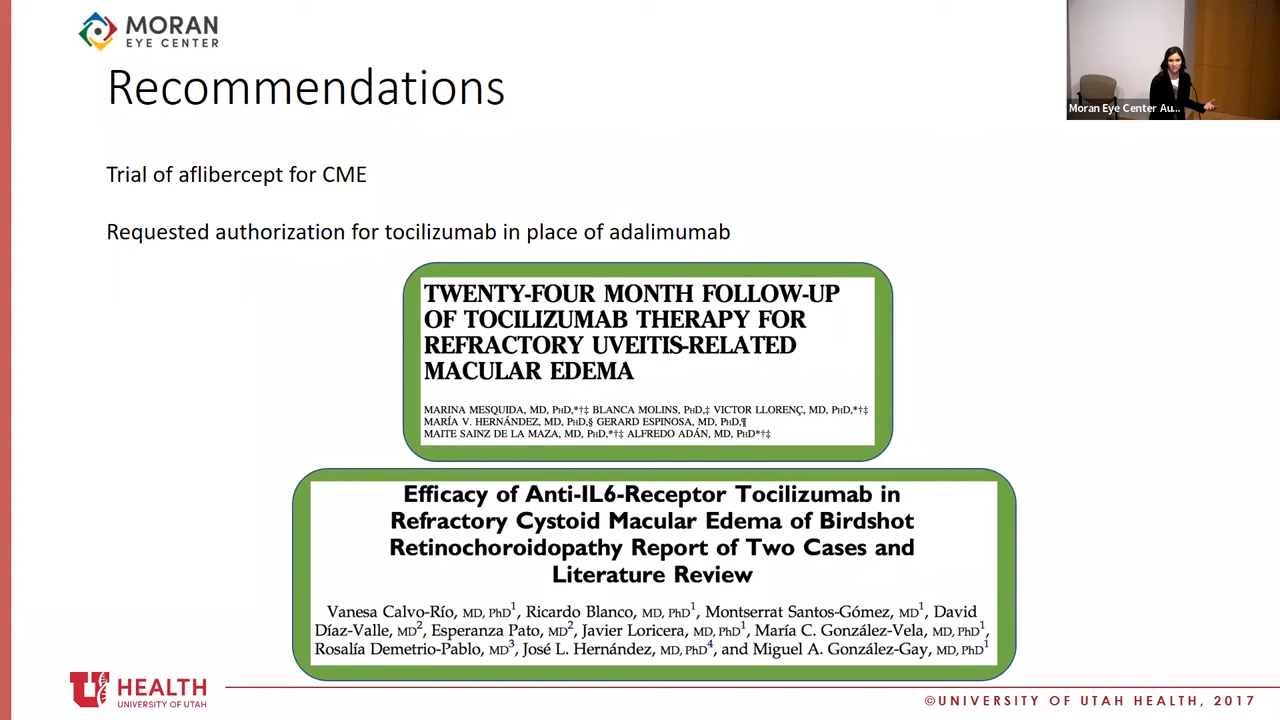 MORAN
EYE CENTER
Moran Eye Center Au...
Recommendations
Trial of aflibercept for CME
Requested authorization for tocilizumab in place of adalimumab
TWENTY-FOUR MONTH FOLLOW-UP
OF TOCILIZUMAB THERAPY FOR
REFRACTORY UVEITIS-RELATED
MACULAR EDEMA
MARINA MESQUIDA, MD, PHD,*†‡ BLANCA MOLINS, PHD,‡ VICTOR LLORENÇ, MD, PHD,*†‡
MARÍA V. HERNÁNDEZ, MD, PHD,§ GERARD ESPINOSA, MD, PHD,¶
MAITE SAINZ DE LA MAZA, MD, PHD,*†‡ ALFREDO ADÁN, MD, PHD*†‡
Efficacy of Anti-IL6-Receptor Tocilizumab in
Refractory Cystoid Macular Edema of Birdshot
Retinochoroidopathy Report of Two Cases and
Literature Review
Vanesa Calvo-Río, MD, PhD¹, Ricardo Blanco, MD, PhD¹, Montserrat Santos-Gómez, MD¹, David
Díaz-Valle, MD², Esperanza Pato, MD², Javier Loricera, MD, PhD¹, María C. González-Vela, MD, PhD¹,
Rosalía Demetrio-Pablo, MD³, José L. Hernández, MD, PhD⁴, and Miguel A. González-Gay, MD, PhD¹
U HEALTH
UNIVERSITY OF UTAH
©UNIVERSITY OF UTAH HEALTH, 2017